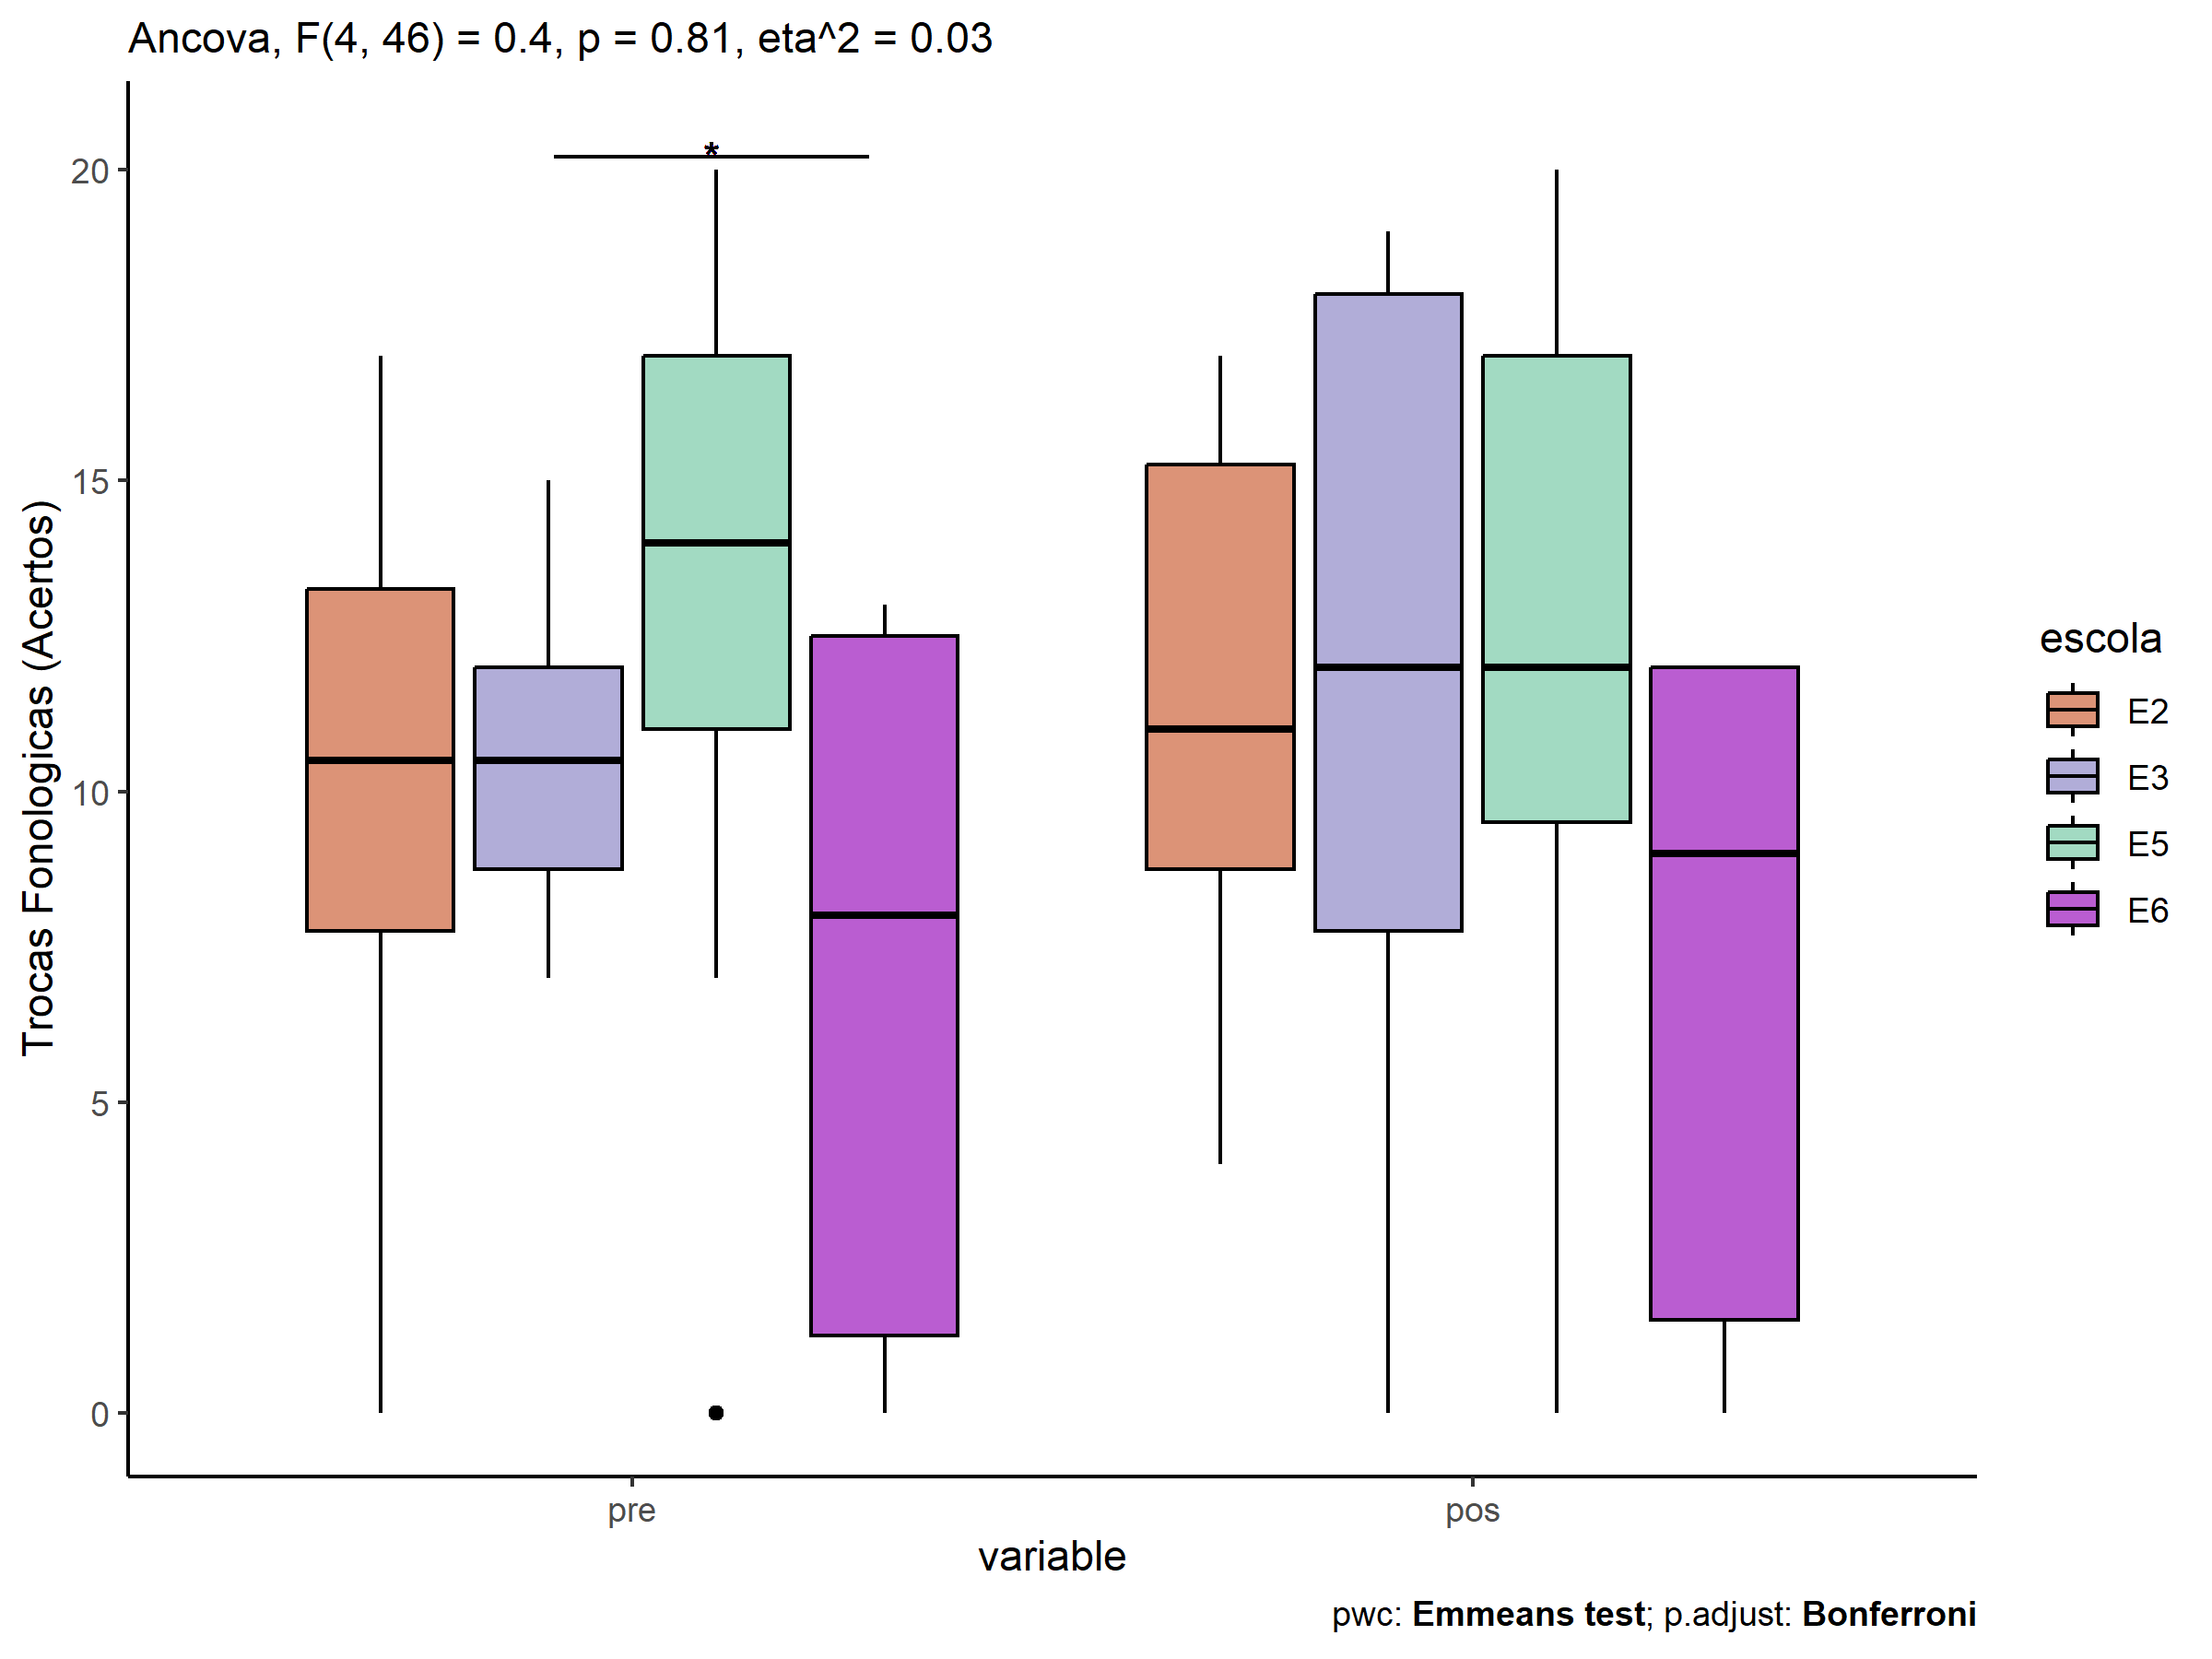 Ancova, F(4, 46) = 0.4, p = 0.81, eta^2 = 0.03
*
20
15
10
5
0
Trocas Fonologicas (Acertos)
pre
pos
variable
escola
E2
E3
E5
E6
pwc: Emmeans test; p.adjust: Bonferroni